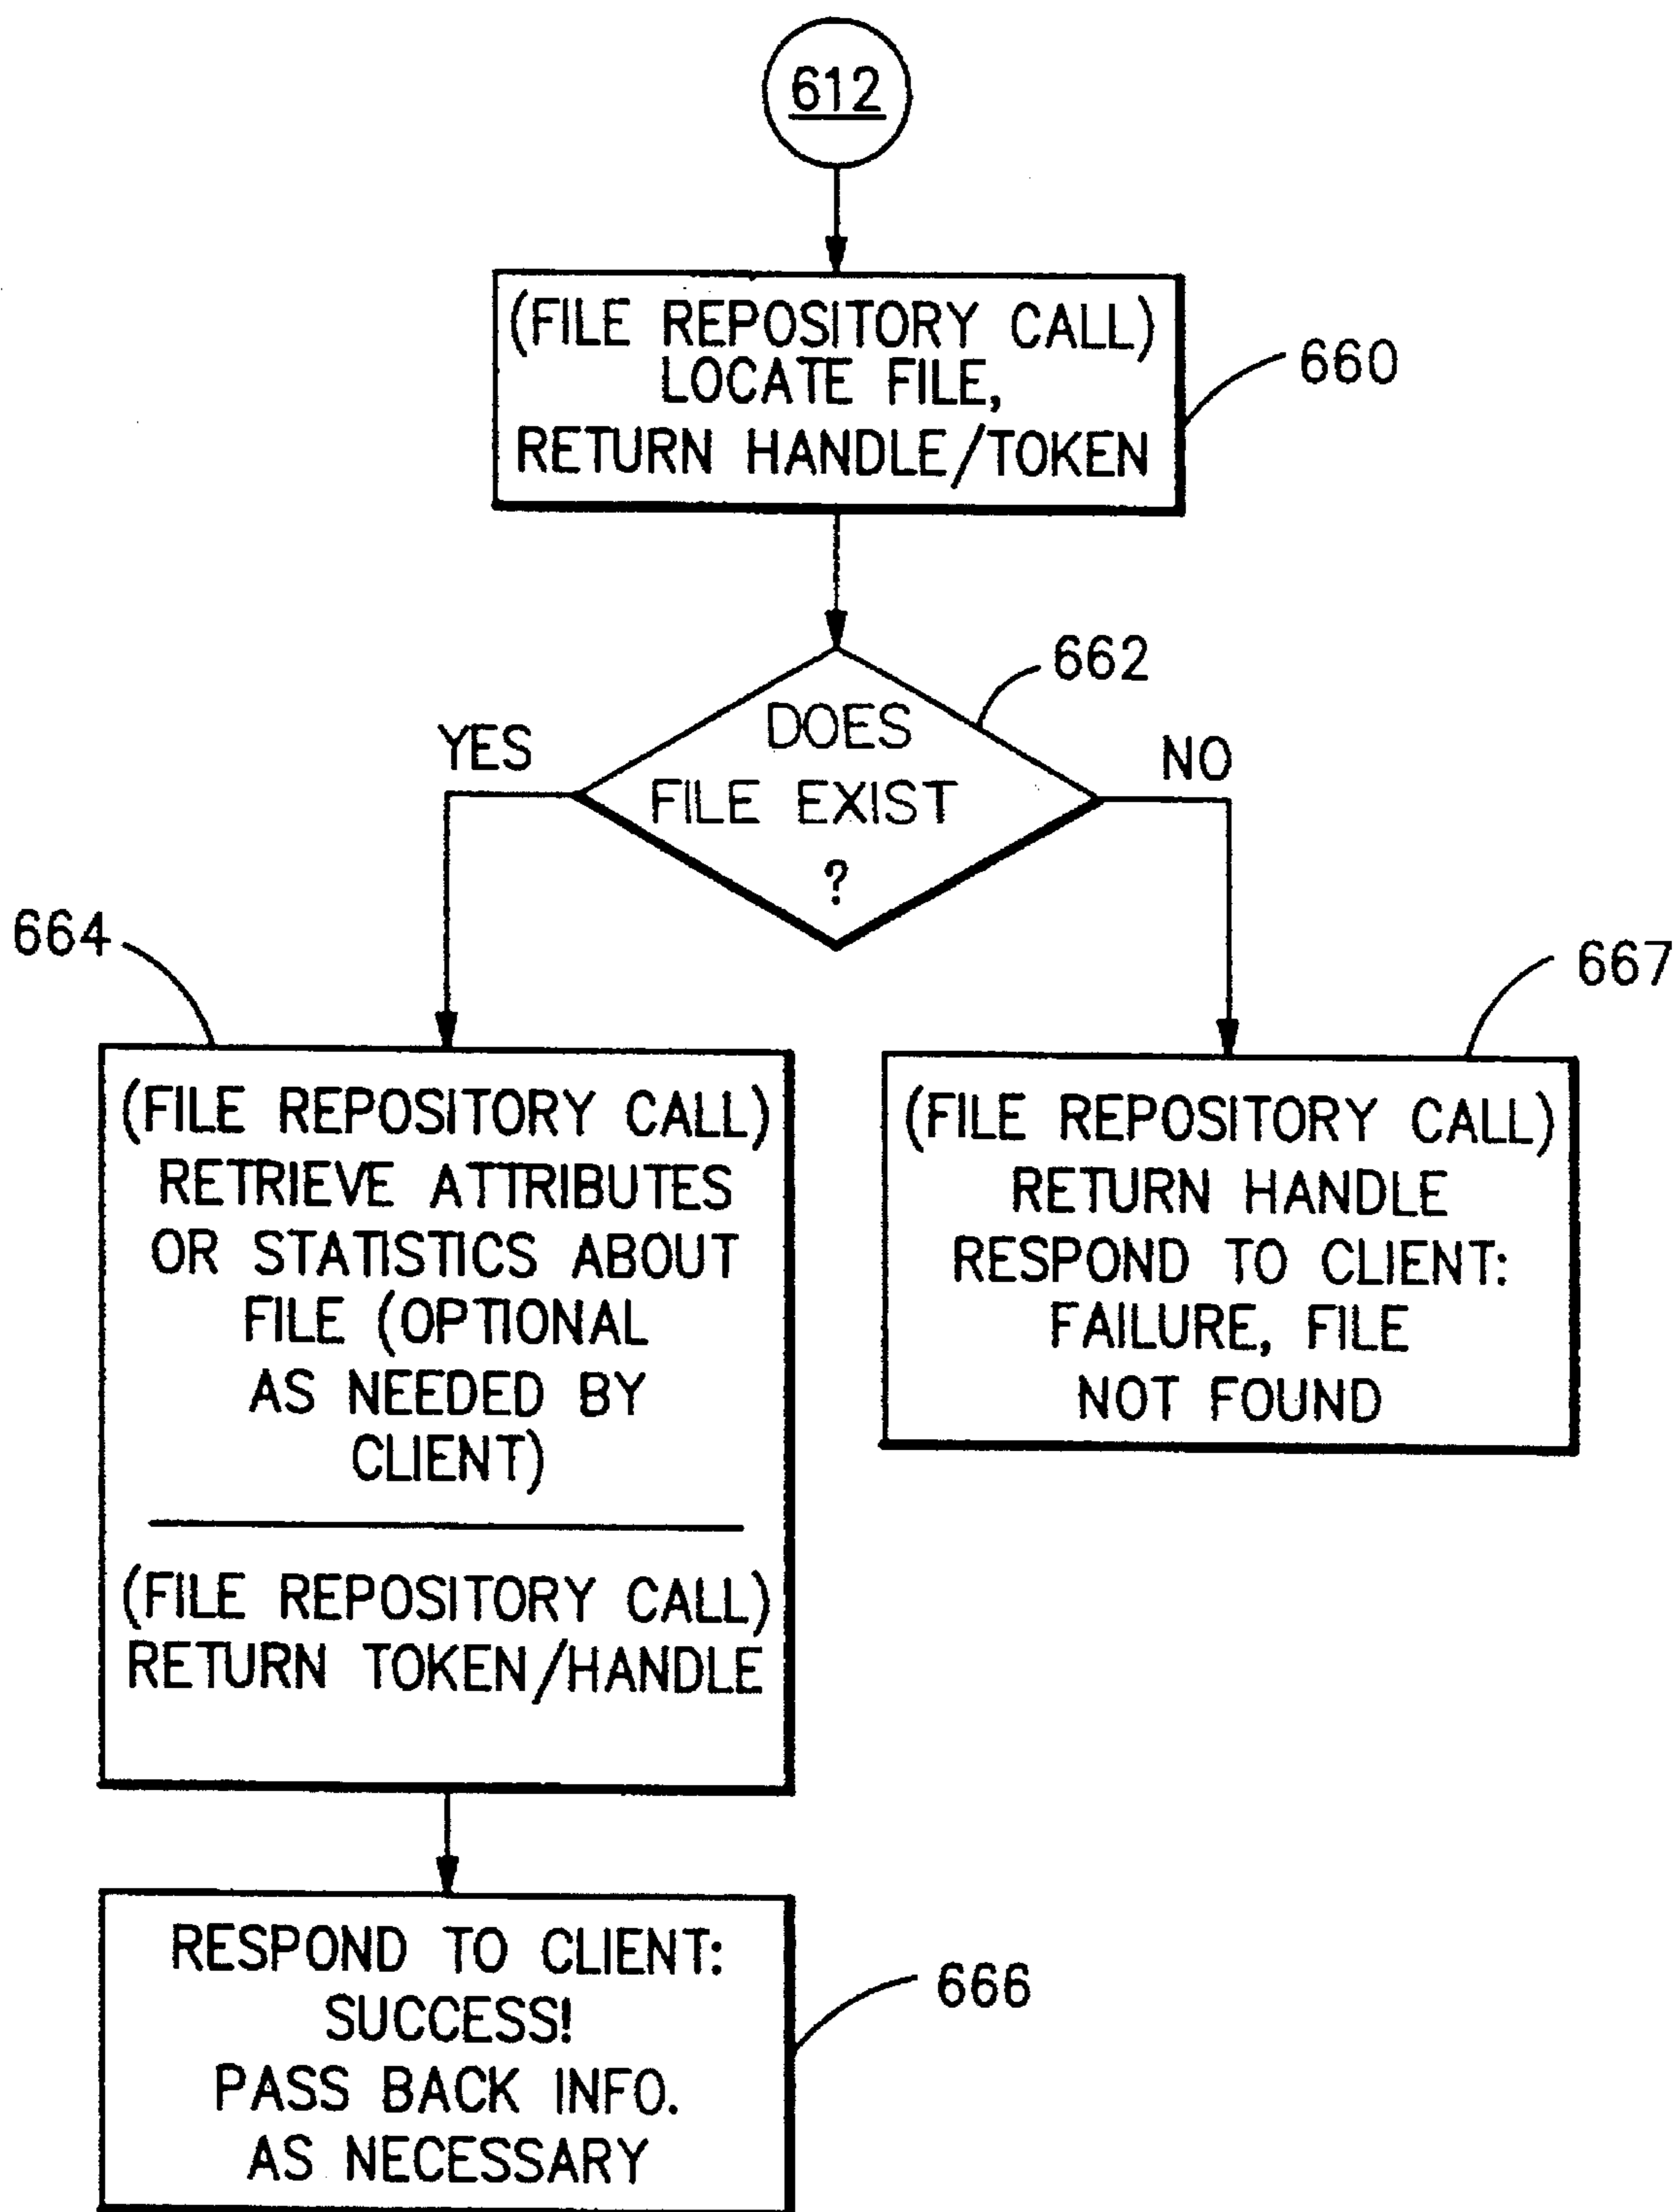 612
(FILE REPOSITORY CALL)
LOCATE FILE,
RETURN HANDLE/TOKEN
660
662
DOES
FILE EXIST
?
YES
NO
664
(FILE REPOSITORY CALL)
RETRIEVE ATTRIBUTES
OR STATISTICS ABOUT
FILE (OPTIONAL
AS NEEDED BY
CLIENT)
(FILE REPOSITORY CALL)
RETURN TOKEN/HANDLE
667
(FILE REPOSITORY CALL)
RETURN HANDLE
RESPOND TO CLIENT:
FAILURE, FILE
NOT FOUND
RESPOND TO CLIENT:
SUCCESS!
PASS BACK INFO.
AS NECESSARY
666